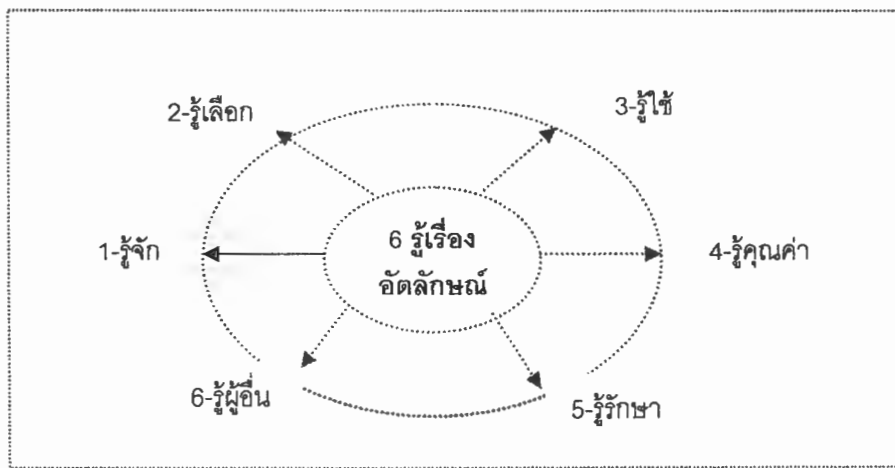 2-รู้เลือก
3-รู้ใช้
1-รู้จัก
6 รู้เรื่อง
อัตลักษณ์
4-รู้คุณค่า
6-รู้ผู้อื่น
5-รู้รักษา